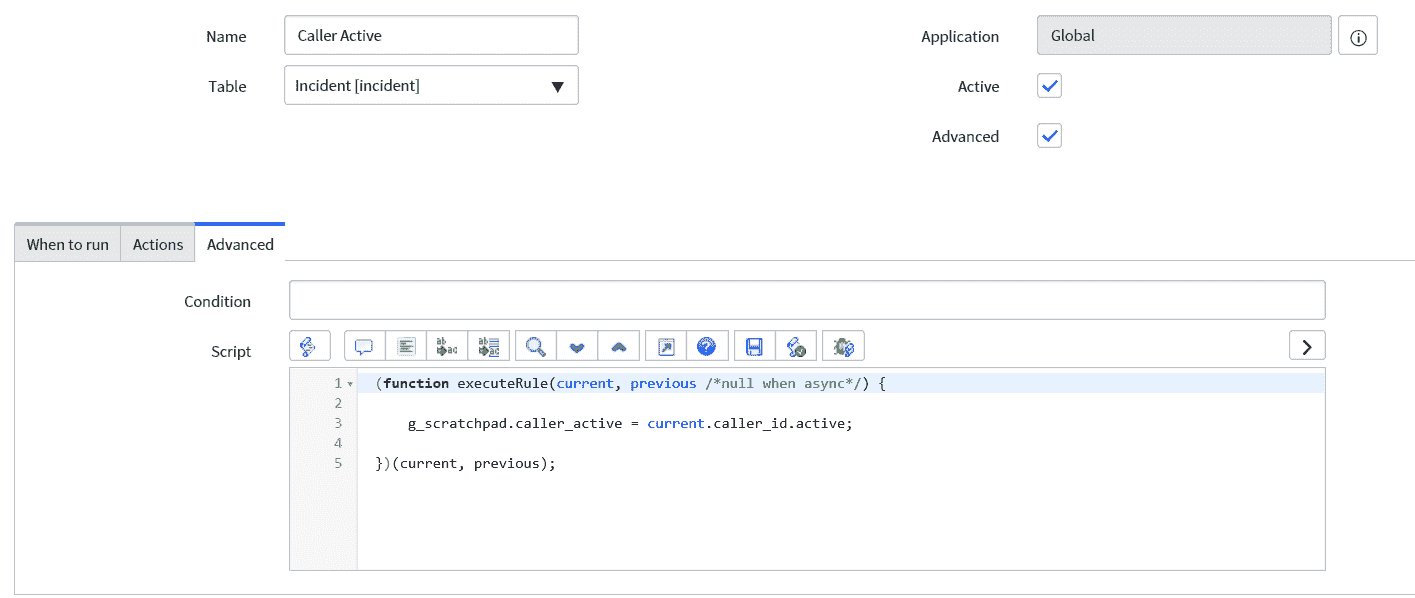 Name Caller Active Application Global
Table Incident [incident] Active
Advanced
When to run Actions Advanced
Condition
Script
1 (function executeRule(current, previous /*null when async*/) {
2
3 g_scratchpad.caller_active = current.caller_id.active;
4
5 })(current, previous);